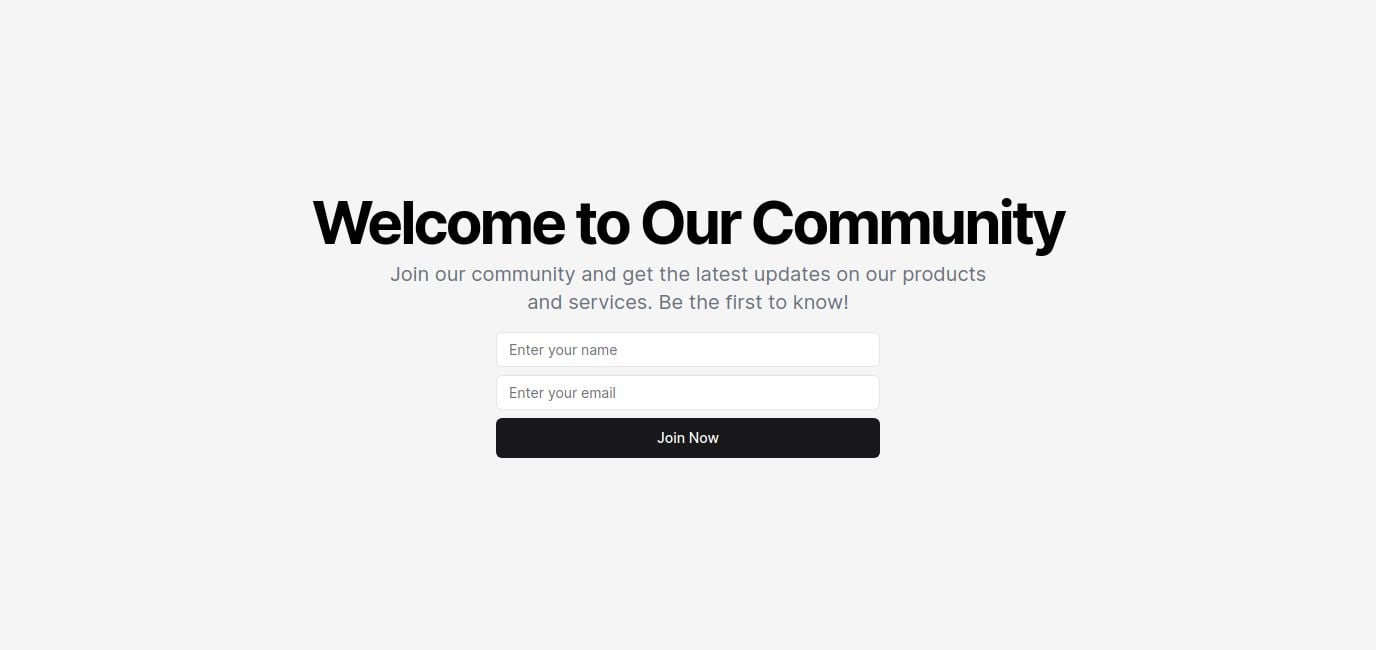 Welcome to Our Community
Join our community and get the latest updates on our products
and services. Be the first to know!
Enter your name
Enter your email
Join Now